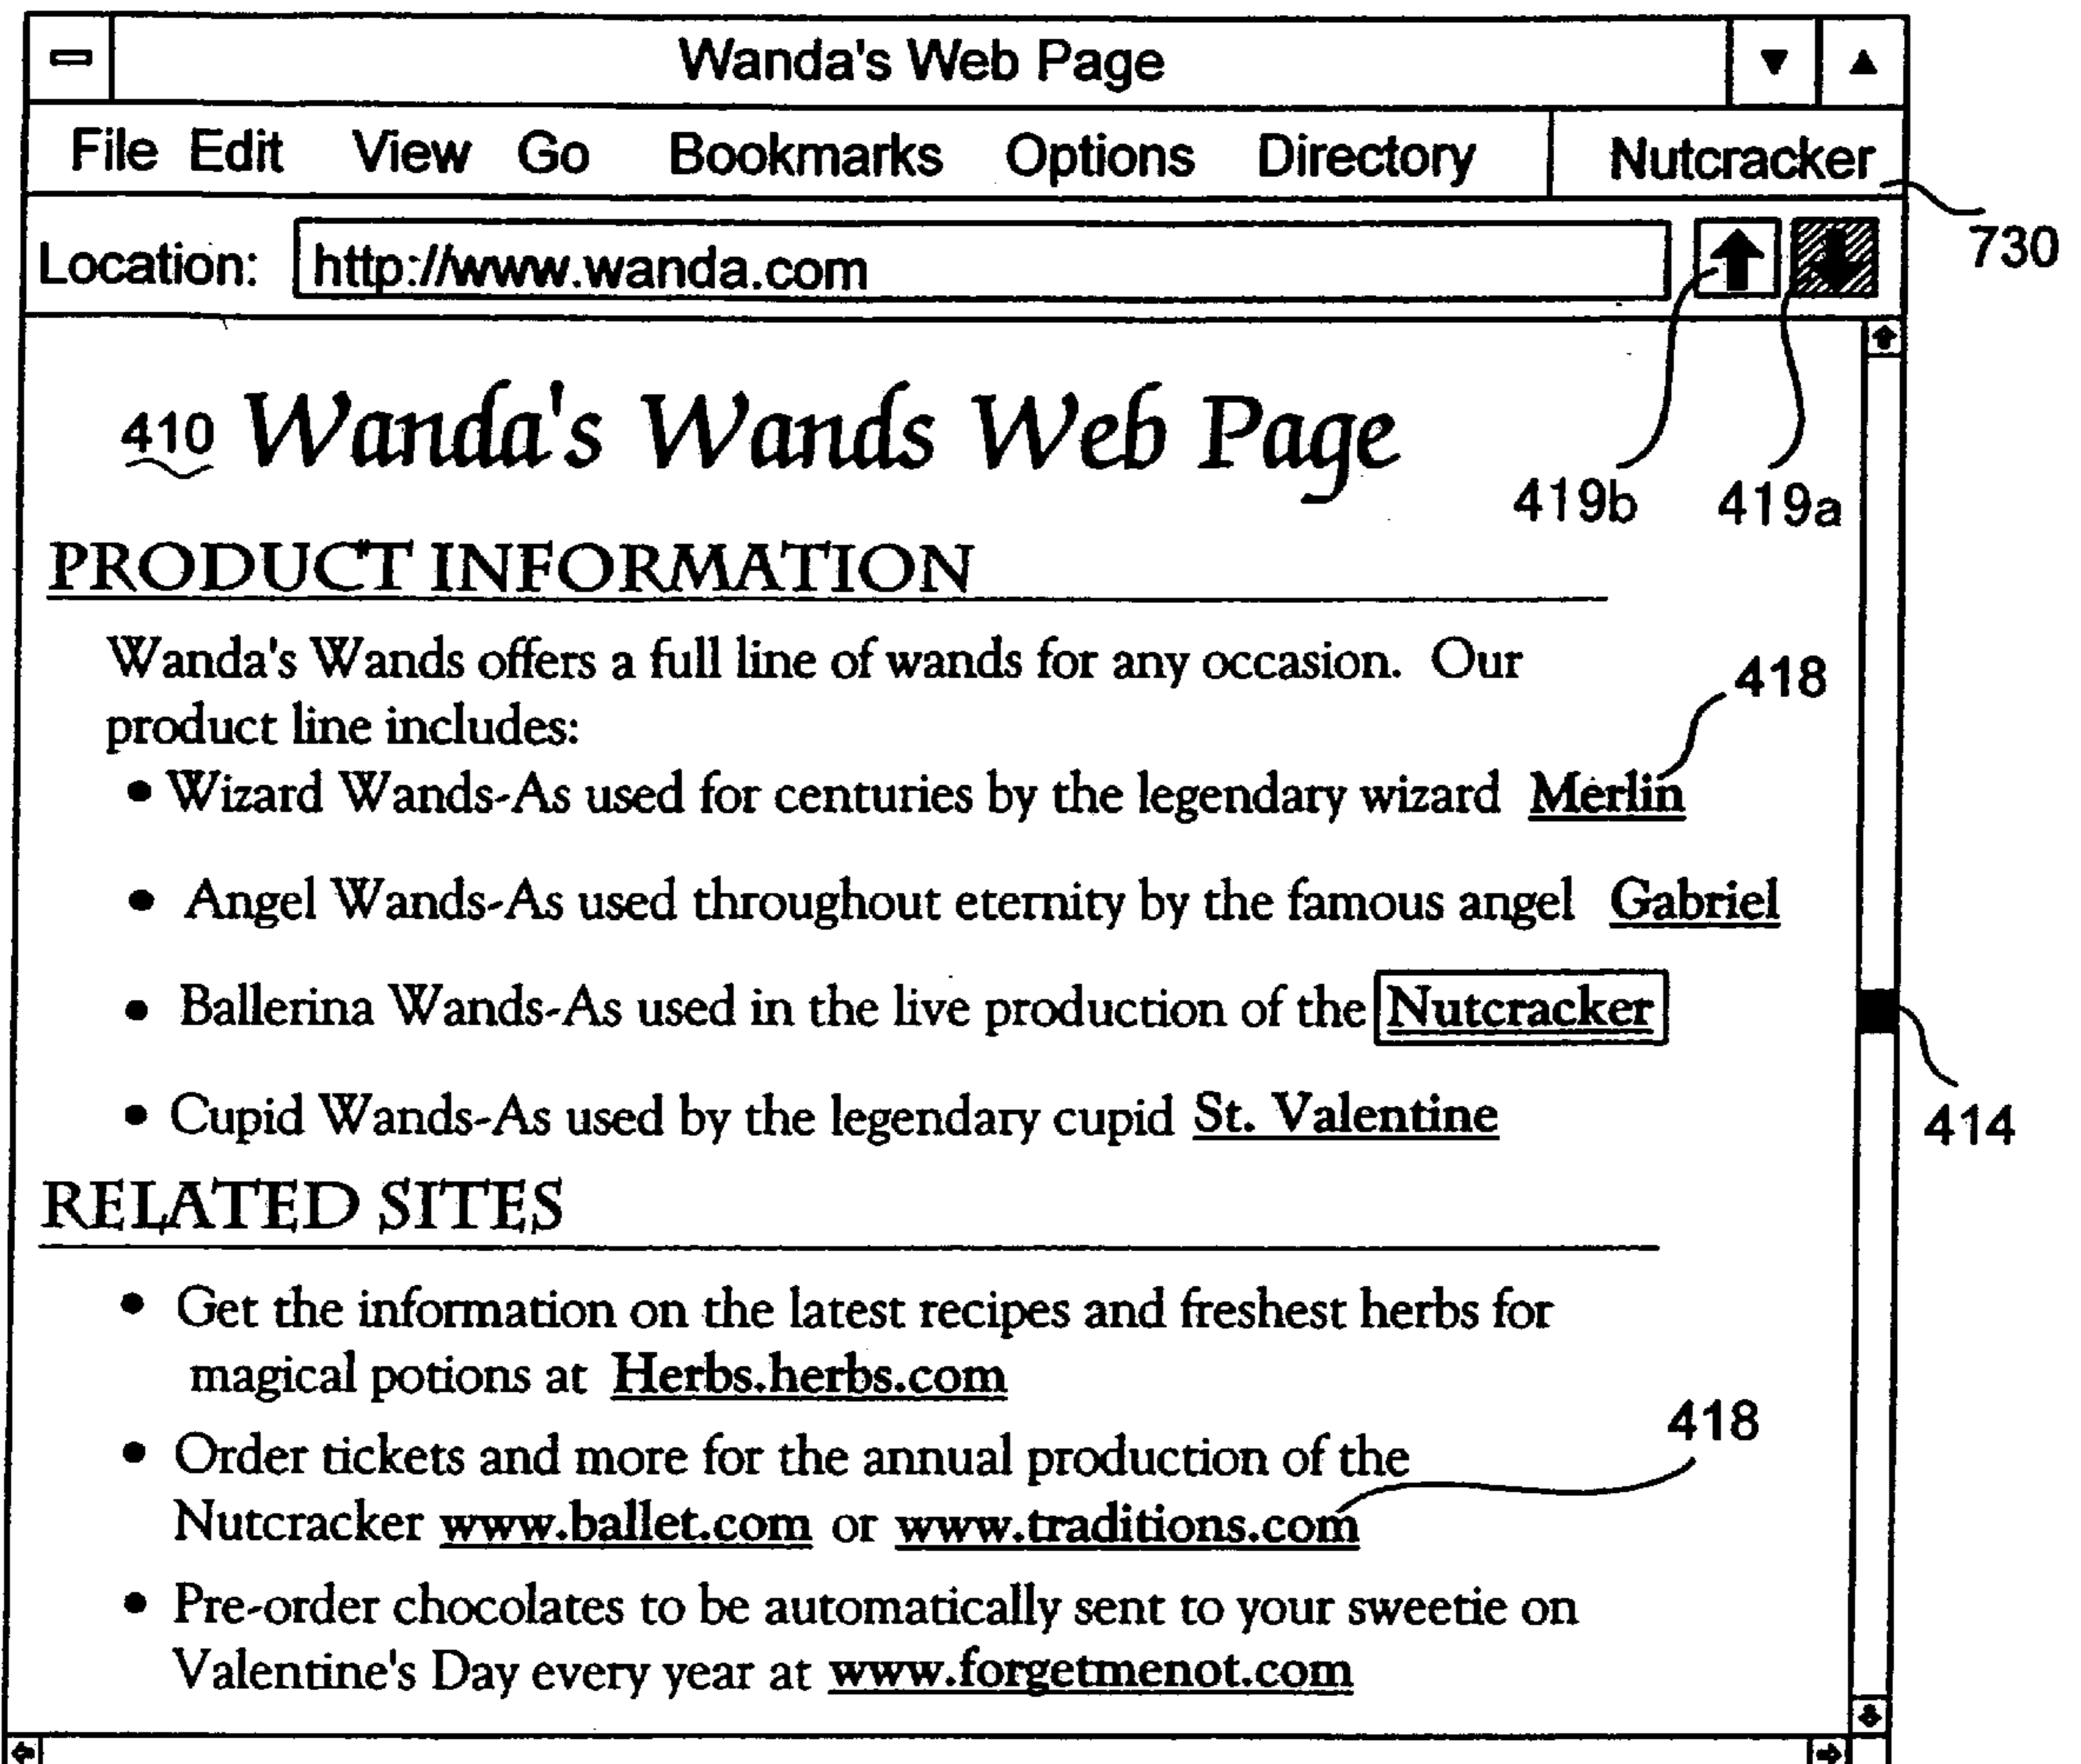 Wanda's Web Page
File Edit View Go Bookmarks Options Directory Nutcracker
730
Location: http://www.wanda.com
410 Wanda's Wands Web Page
419b 419a
PRODUCT INFORMATION
Wanda's Wands offers a full line of wands for any occasion. Our
418
product line includes:
• Wizard Wands-As used for centuries by the legendary wizard Merlin
• Angel Wands-As used throughout eternity by the famous angel Gabriel
• Ballerina Wands-As used in the live production of the Nutcracker
• Cupid Wands-As used by the legendary cupid St. Valentine
414
RELATED SITES
• Get the information on the latest recipes and freshest herbs for
magical potions at Herbs.herbs.com
418
• Order tickets and more for the annual production of the
Nutcracker www.ballet.com or www.traditions.com
• Pre-order chocolates to be automatically sent to your sweetie on
Valentine's Day every year at www.forgetmenot.com